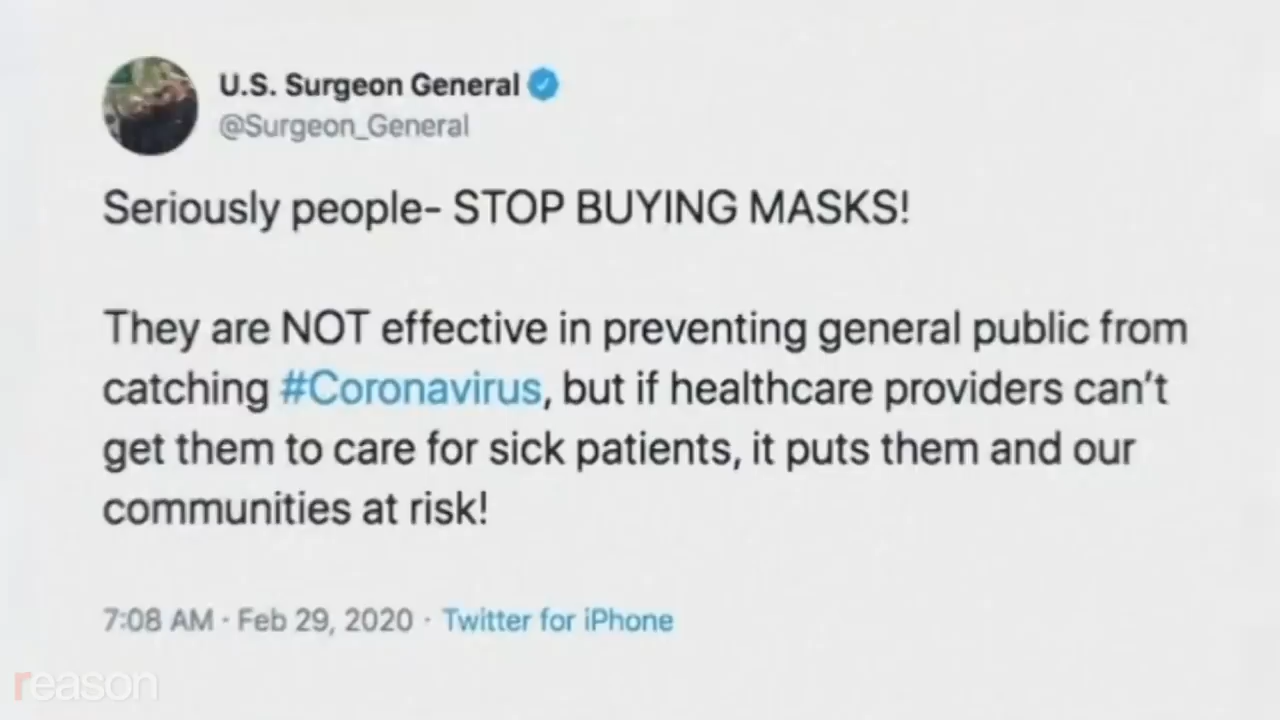 U.S. Surgeon General
@Surgeon_General
Seriously people- STOP BUYING MASKS!
They are NOT effective in preventing general public from
catching #Coronavirus, but if healthcare providers can't
get them to care for sick patients, it puts them and our
communities at risk!
7:08 AM · Feb 29, 2020 · Twitter for iPhone
reason